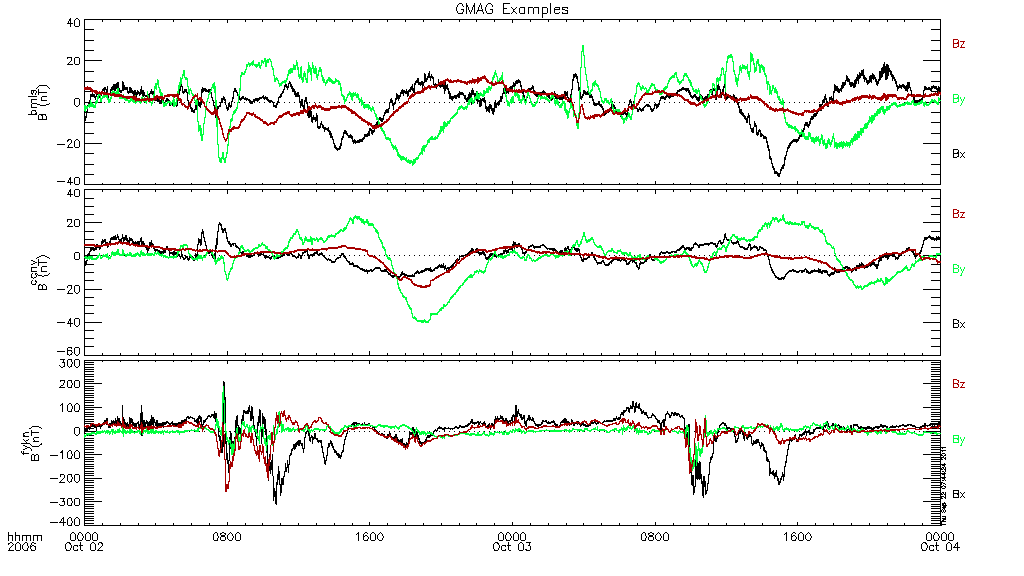 GMAG Examples
40
20
0
−20
−40
bmls
B (nT)
Bz
By
Bx
40
20
0
−20
−40
−60
ccnv
B (nT)
Bz
By
Bx
300
200
100
0
−100
−200
−300
−400
fykn
B (nT)
Bz
By
Bx
hhmm 0000 0800 1600 0000 0800 1600 0000
2006 Oct 02 Oct 03 Oct 04